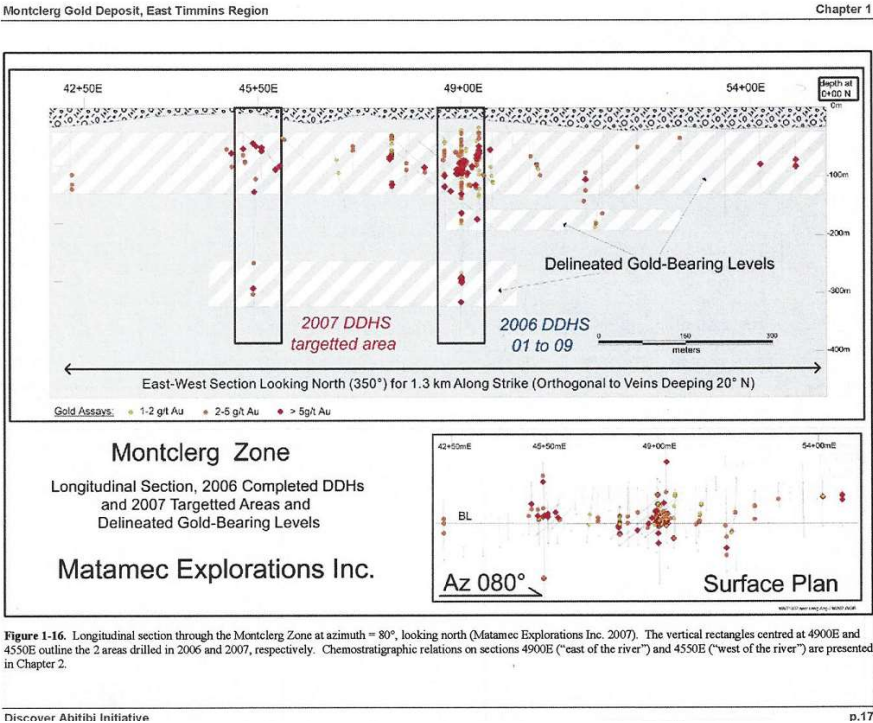 Montclerg Gold Deposit, East Timmins Region
Chapter 1
42+50E
45+50E
49+00E
54+00E
depth at
0+00 N
0m
-100m
-200m
Delineated Gold-Bearing Levels
-300m
2007 DDHS
targetted area
2006 DDHS
01 to 09
0 150 300
meters
-400m
East-West Section Looking North (350°) for 1.3 km Along Strike (Orthogonal to Veins Deeping 20° N)
Gold Assays: 1-2 g/t Au 2-5 g/t Au > 5g/t Au
Montclerg Zone
Longitudinal Section, 2006 Completed DDHs
and 2007 Targetted Areas and
Delineated Gold-Bearing Levels
Matamec Explorations Inc.
42+50mE
45+50mE
49+00mE
54+00mE
BL
Az 080°
Surface Plan
Figure 1-16. Longitudinal section through the Montclerg Zone at azimuth = 80°, looking north (Matamec Explorations Inc. 2007). The vertical rectangles centred at 4900E and
4550E outline the 2 areas drilled in 2006 and 2007, respectively. Chemostratigraphic relations on sections 4900E ("east of the river") and 4550E ("west of the river") are presented
in Chapter 2.
Discover Abitibi Initiative
p.17